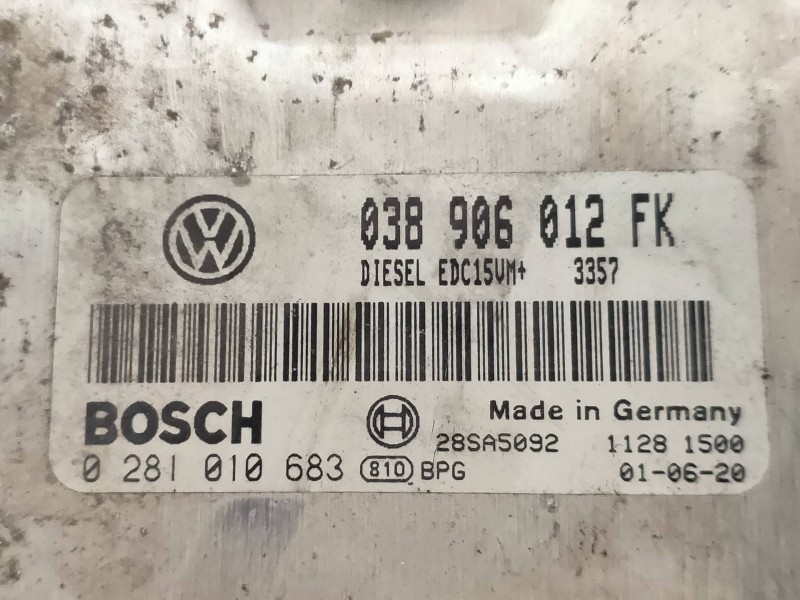 038 906 012 FK
DIESEL EDC15VM+ 3357
BOSCH
Made in Germany
28SA5092 1128 1500
0 281 010 683 810 BPG 01-06-20